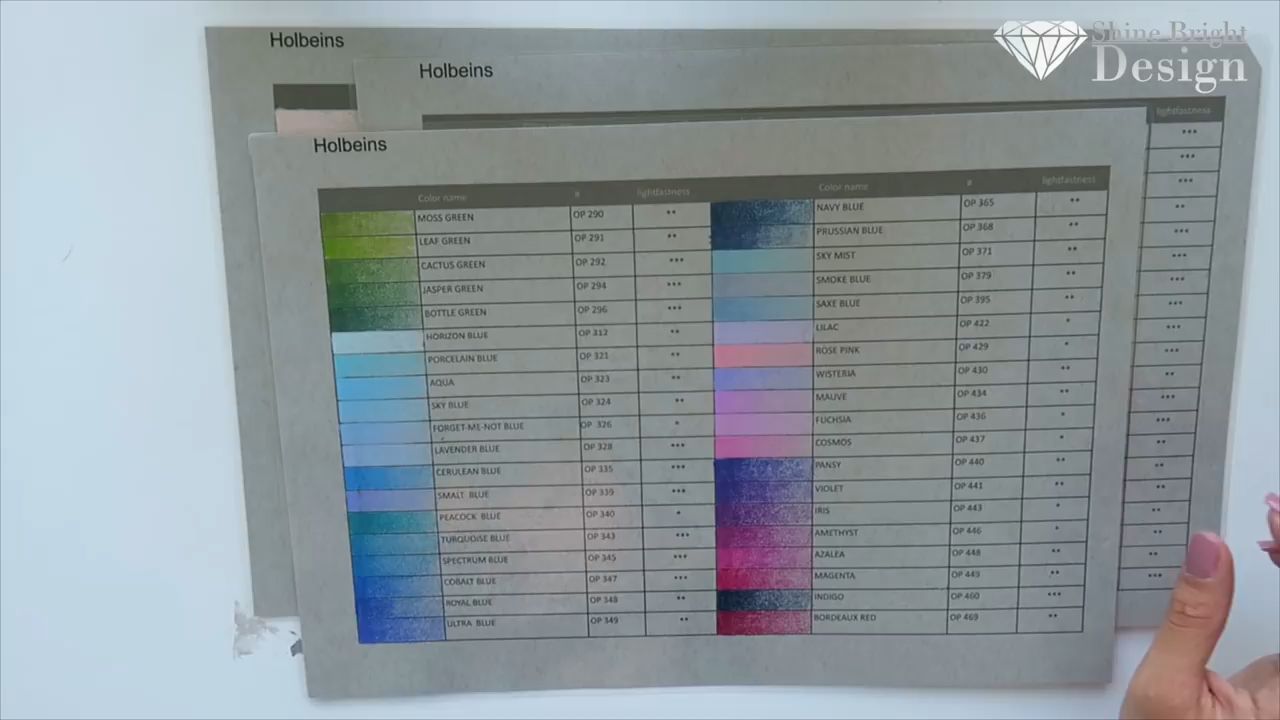 Shine Bright
Design
Holbeins
Holbeins
lightfastness
***
***
***
**
***
***
***
***
***
**
***
***
**
**
**
**
**
**
***
Holbeins
Color name # lightfastness Color name # lightfastness
MOSS GREEN OP 290 ** NAVY BLUE OP 365 **
LEAF GREEN OP 291 ** PRUSSIAN BLUE OP 368 **
CACTUS GREEN OP 292 *** SKY MIST OP 371 **
JASPER GREEN OP 294 *** SMOKE BLUE OP 379 **
BOTTLE GREEN OP 296 *** SAXE BLUE OP 395 **
HORIZON BLUE OP 312 ** LILAC OP 422 *
PORCELAIN BLUE OP 321 ** ROSE PINK OP 429 *
AQUA OP 323 ** WISTERIA OP 430 **
SKY BLUE OP 324 ** MAUVE OP 434 **
FORGET-ME-NOT BLUE OP 326 * FUCHSIA OP 436 *
LAVENDER BLUE OP 328 *** COSMOS OP 437 *
CERULEAN BLUE OP 335 *** PANSY OP 440 **
SMALT BLUE OP 339 *** VIOLET OP 441 **
PEACOCK BLUE OP 340 * IRIS OP 443 *
TURQUOISE BLUE OP 343 *** AMETHYST OP 446 *
SPECTRUM BLUE OP 345 *** AZALEA OP 448 **
COBALT BLUE OP 347 *** MAGENTA OP 449 **
ROYAL BLUE OP 348 ** INDIGO OP 460 ***
ULTRA BLUE OP 349 ** BORDEAUX RED OP 469 **